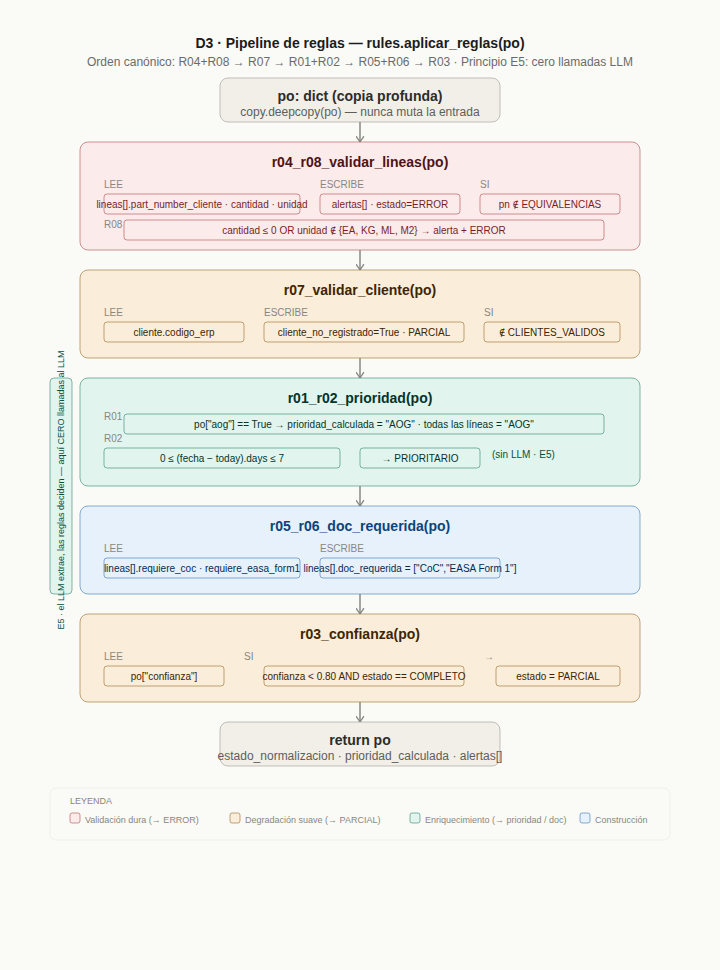 D3 · Pipeline de reglas — rules.aplicar_reglas(po)
Orden canónico: R04+R08 → R07 → R01+R02 → R05+R06 → R03 · Principio E5: cero llamadas LLM
po: dict (copia profunda)
copy.deepcopy(po) — nunca muta la entrada
r04_r08_validar_lineas(po)
LEE ESCRIBE SI
lineas[].part_number_cliente · cantidad · unidad alertas[] · estado=ERROR pn ∉ EQUIVALENCIAS
R08
cantidad ≤ 0 OR unidad ∉ {EA, KG, ML, M2} → alerta + ERROR
r07_validar_cliente(po)
LEE ESCRIBE SI
cliente.codigo_erp cliente_no_registrado=True · PARCIAL ∉ CLIENTES_VALIDOS
E5 · el LLM extrae, las reglas deciden — aquí CERO llamadas al LLM
r01_r02_prioridad(po)
R01
po["aog"] == True → prioridad_calculada = "AOG" · todas las líneas = "AOG"
R02
0 ≤ (fecha − today).days ≤ 7 → PRIORITARIO (sin LLM · E5)
r05_r06_doc_requerida(po)
LEE ESCRIBE
lineas[].requiere_coc · requiere_easa_form1 lineas[].doc_requerida = ["CoC","EASA Form 1"]
r03_confianza(po)
LEE SI →
po["confianza"] confianza < 0.80 AND estado == COMPLETO estado = PARCIAL
return po
estado_normalizacion · prioridad_calculada · alertas[]
LEYENDA
Validación dura (→ ERROR) Degradación suave (→ PARCIAL) Enriquecimiento (→ prioridad / doc) Construcción